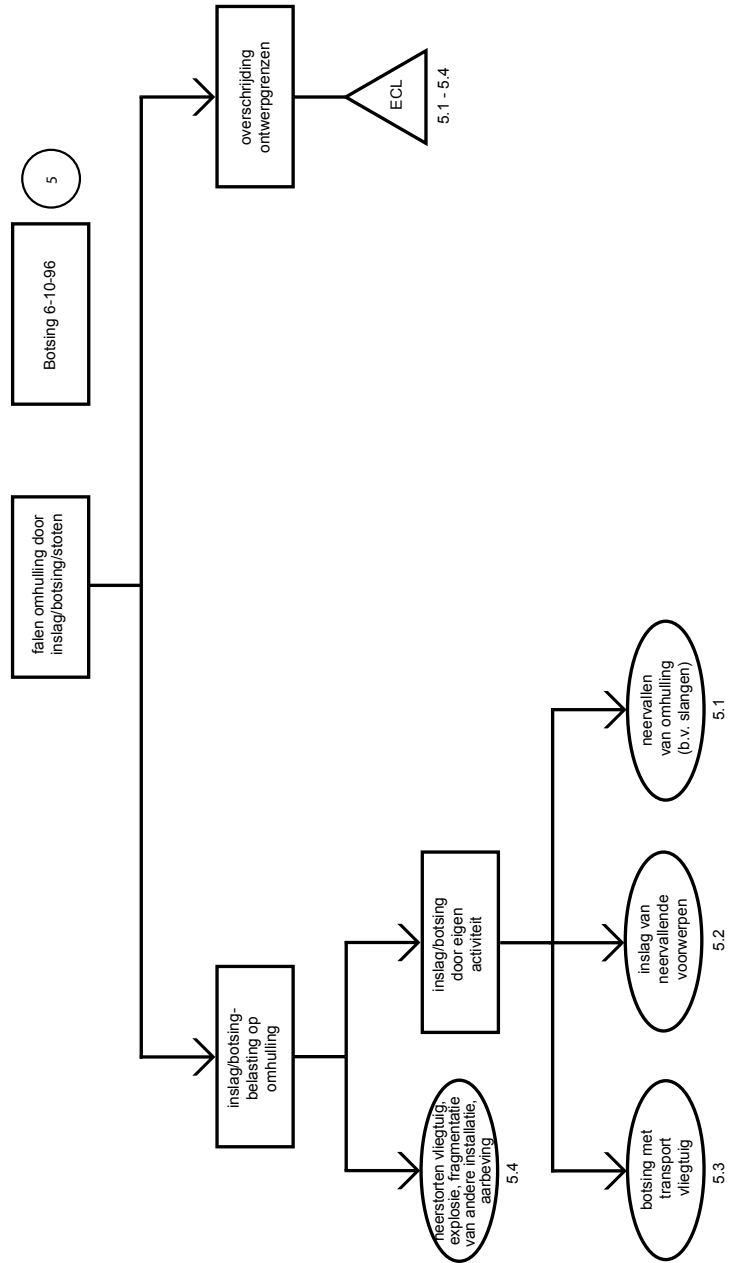 falen omhulling door
inslag/botsing/stoten
Botsing 6-10-96
5
inslag/botsing-
belasting op
omhulling
overschrijding
ontwerpgrenzen
ECL
5.1 - 5.4
neerstorten vliegtuig,
explosie, fragmentatie
van andere installatie,
aarbeving
5.4
inslag/botsing
door eigen
activiteit
botsing met
transport
vliegtuig
5.3
inslag van
neervallende
voorwerpen
5.2
neervallen
van omhulling
(b.v. slangen)
5.1